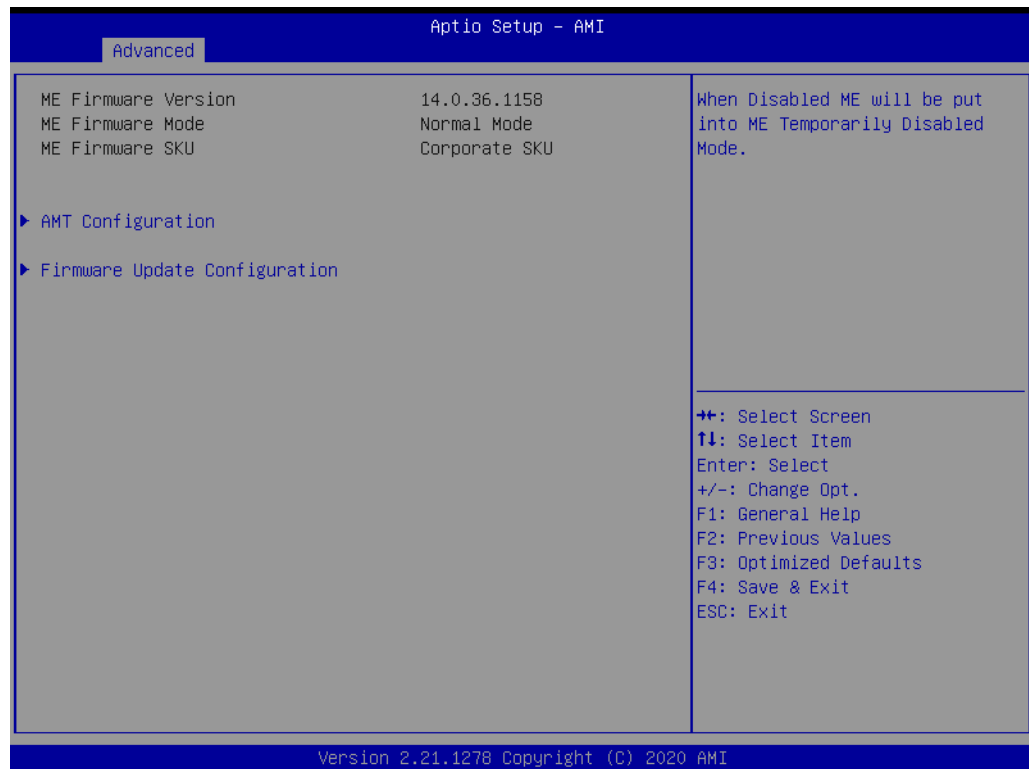 Aptio Setup – AMI
Advanced
ME Firmware Version 14.0.36.1158
ME Firmware Mode Normal Mode
ME Firmware SKU Corporate SKU
▶ AMT Configuration
▶ Firmware Update Configuration
When Disabled ME will be put
into ME Temporarily Disabled
Mode.
→←: Select Screen
↑↓: Select Item
Enter: Select
+/-: Change Opt.
F1: General Help
F2: Previous Values
F3: Optimized Defaults
F4: Save & Exit
ESC: Exit
Version 2.21.1278 Copyright (C) 2020 AMI